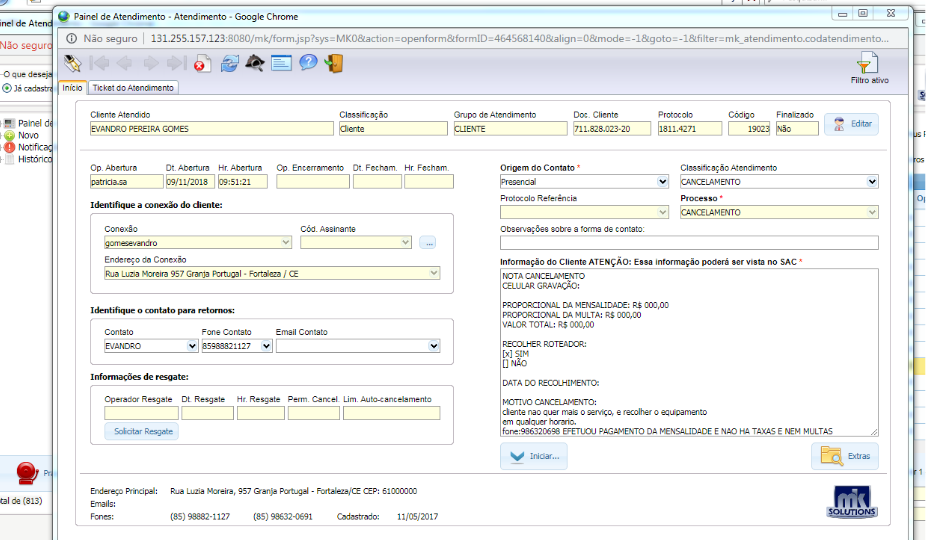 Painel de Atendimento - Atendimento - Google Chrome
Não seguro | 131.255.157.123:8080/mk/form.jsp?sys=MK0&action=openform&formID=464568140&align=0&mode=-1&goto=-1&filter=mk_atendimento.codatendimento...
Filtro ativo
Início Ticket do Atendimento
Cliente Atendido Classificação Grupo de Atendimento Doc. Cliente Protocolo Código Finalizado
EVANDRO PEREIRA GOMES Cliente CLIENTE 711.828.023-20 1811.4271 19023 Não Editar
Op. Abertura Dt. Abertura Hr. Abertura Op. Encerramento Dt. Fecham. Hr. Fecham.
patricia.sa 09/11/2018 09:51:21
Origem do Contato * Classificação Atendimento
Presencial CANCELAMENTO
Protocolo Referência Processo *
CANCELAMENTO
Identifique a conexão do cliente:
Conexão Cód. Assinante
gomesevandro ...
Endereço da Conexão
Rua Luzia Moreira 957 Granja Portugal - Fortaleza / CE
Observações sobre a forma de contato:
Informação do Cliente ATENÇÃO: Essa informação poderá ser vista no SAC *
NOTA CANCELAMENTO
CELULAR GRAVAÇÃO:
PROPORCIONAL DA MENSALIDADE: R$ 000,00
PROPORCIONAL DA MULTA: R$ 000,00
VALOR TOTAL: R$ 000,00
RECOLHER ROTEADOR:
[x] SIM
[] NÃO
DATA DO RECOLHIMENTO:
MOTIVO CANCELAMENTO:
cliente nao quer mais o serviço, e recolher o equipamento
em qualquer horario.
fone:986320698 EFETUOU PAGAMENTO DA MENSALIDADE E NAO HA TAXAS E NEM MULTAS
Identifique o contato para retornos:
Contato Fone Contato Email Contato
EVANDRO 85988821127
Informações de resgate:
Operador Resgate Dt. Resgate Hr. Resgate Perm. Cancel. Lim. Auto-cancelamento
Solicitar Resgate
Iniciar... Extras
Endereço Principal: Rua Luzia Moreira, 957 Granja Portugal - Fortaleza/CE CEP: 61000000
Emails:
Fones: (85) 98882-1127 (85) 98632-0691 Cadastrado: 11/05/2017
mk
SOLUTIONS
Não seguro
O que deseja
Já cadastra
Painel de
Novo
Notificaç
Histórico
tal de (813)